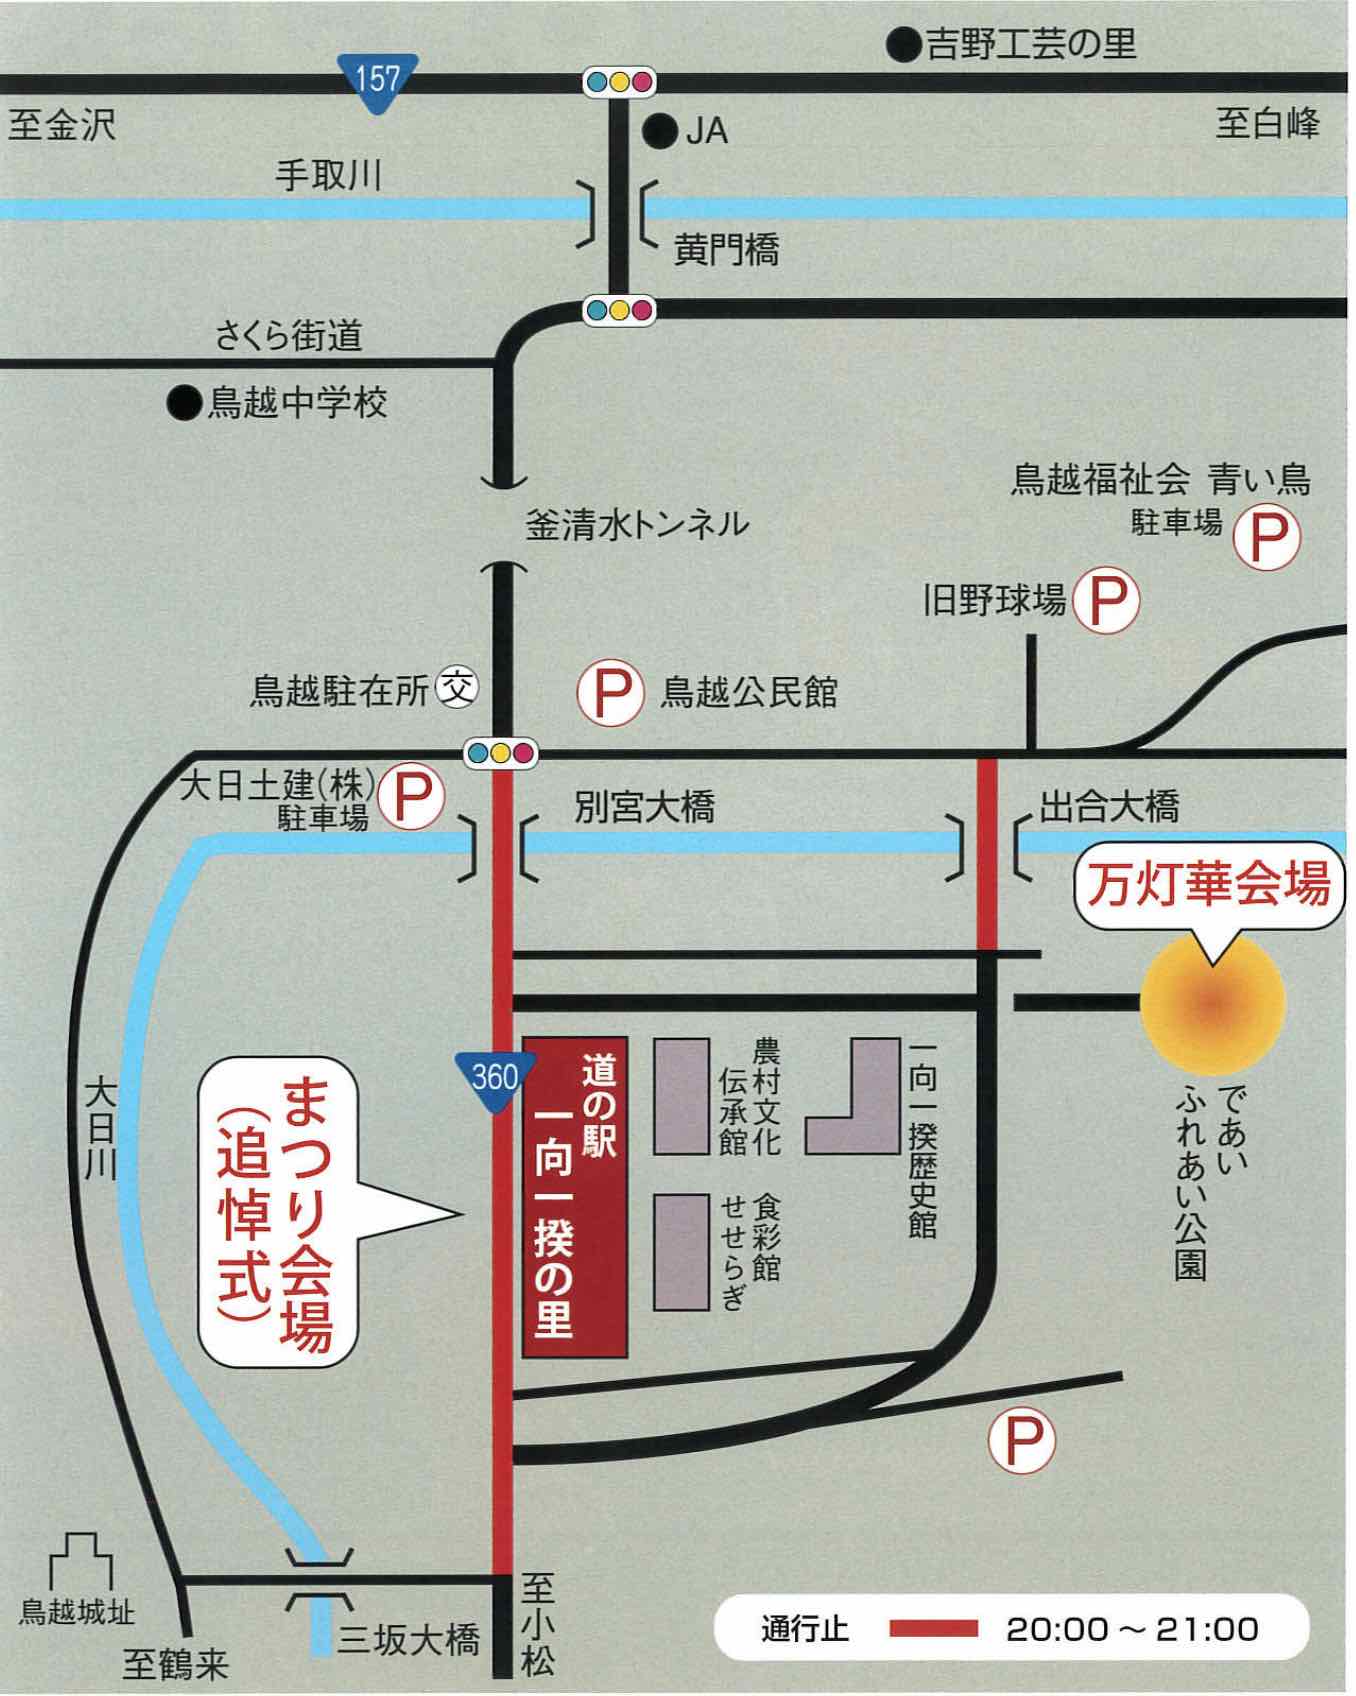 吉野工芸の里
157
至金沢
JA
至白峰
手取川
黄門橋
さくら街道
鳥越中学校
鳥越福祉会 青い鳥
駐車場 P
釜清水トンネル
旧野球場 P
鳥越駐在所 交
P 鳥越公民館
大日土建(株)
駐車場
P
別宮大橋
出合大橋
万灯華会場
大日川
まつり会場
(追悼式)
360
道の駅
一向一揆の里
農村文化
伝承館
一向一揆歴史館
食彩館
せせらぎ
であい
ふれあい公園
P
鳥越城址
至鶴来
三坂大橋
至小松
通行止 20:00～21:00